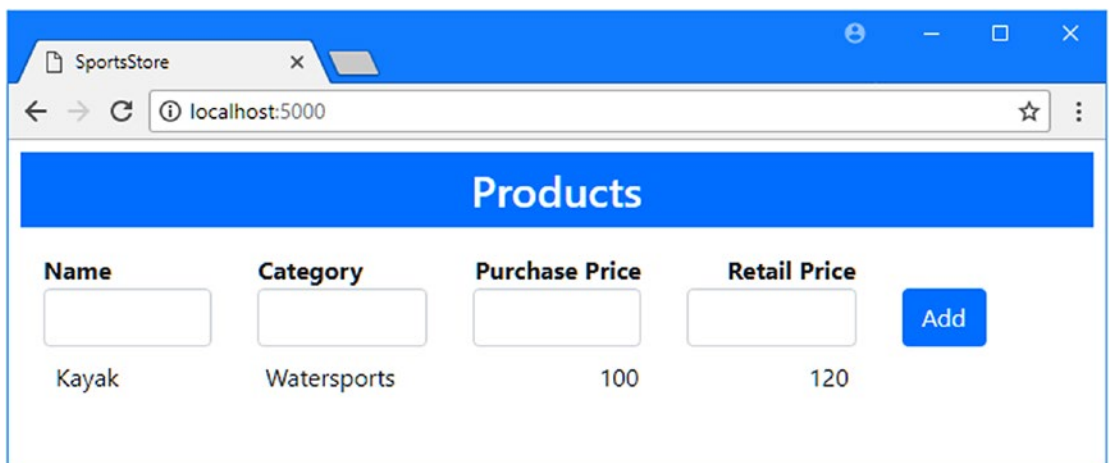 SportsStore
localhost:5000
Products
Name Category Purchase Price Retail Price
Add
Kayak Watersports 100 120